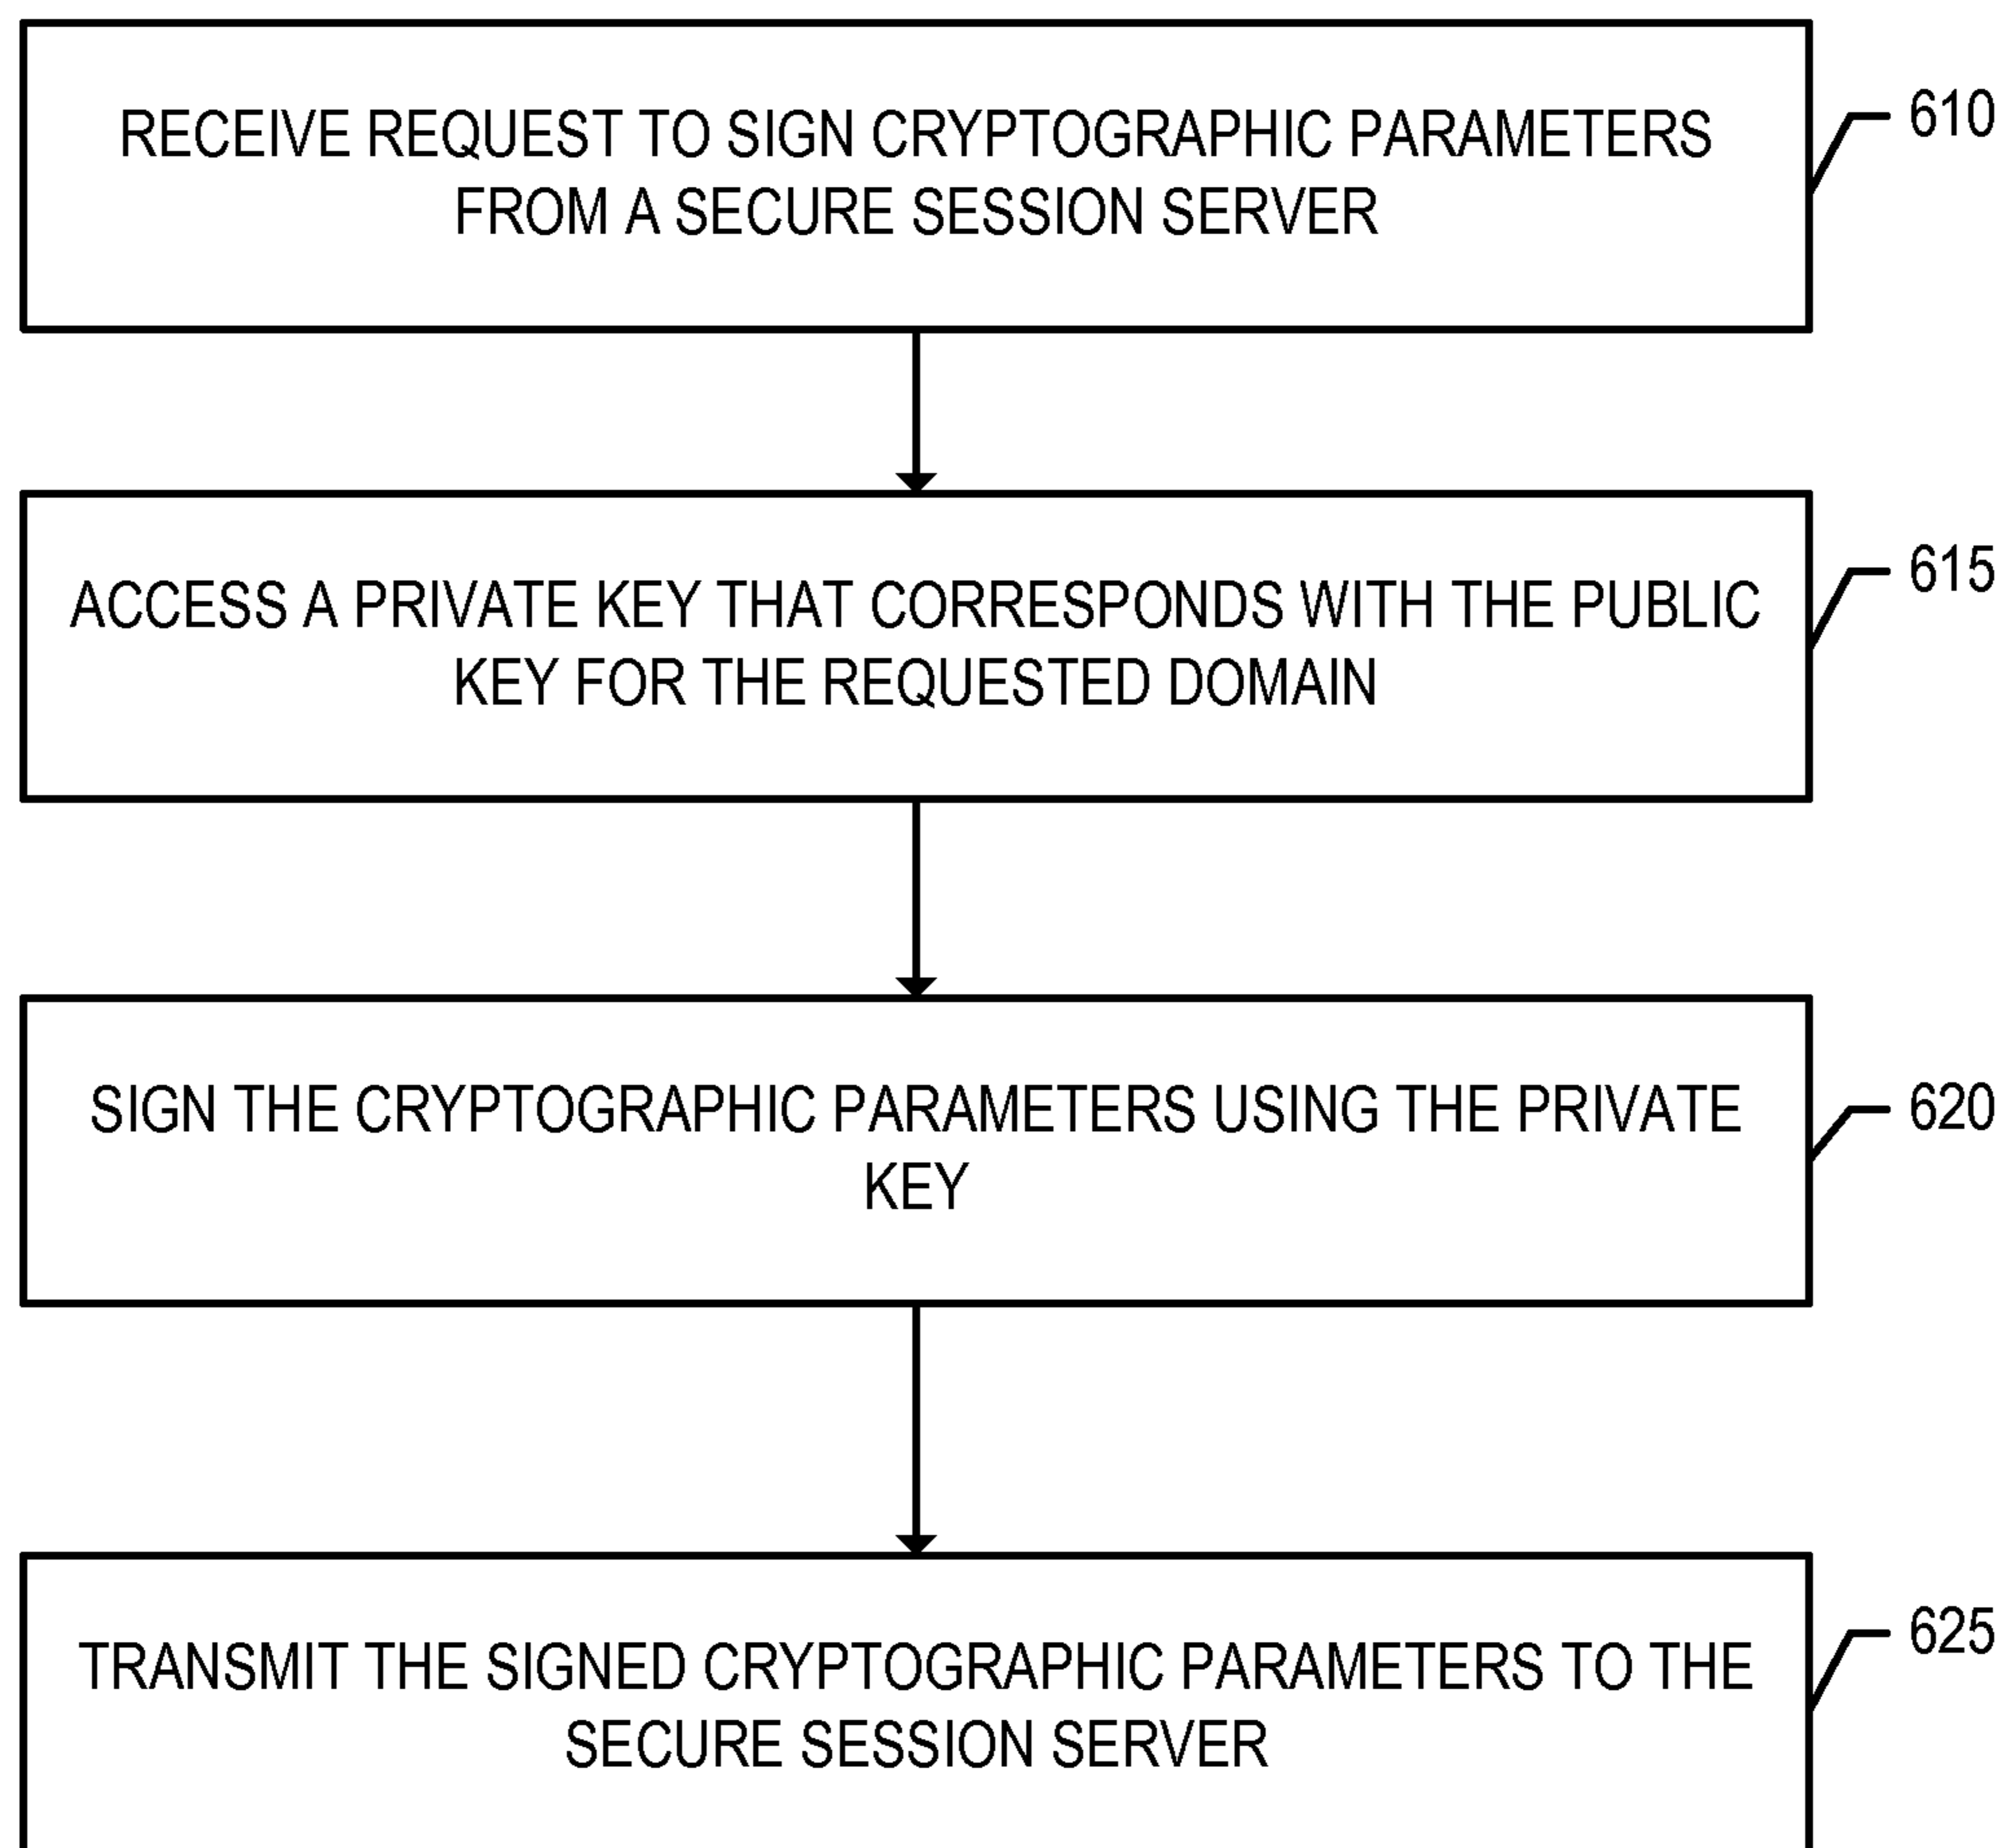 RECEIVE REQUEST TO SIGN CRYPTOGRAPHIC PARAMETERS
FROM A SECURE SESSION SERVER
610
ACCESS A PRIVATE KEY THAT CORRESPONDS WITH THE PUBLIC
KEY FOR THE REQUESTED DOMAIN
615
SIGN THE CRYPTOGRAPHIC PARAMETERS USING THE PRIVATE
KEY
620
TRANSMIT THE SIGNED CRYPTOGRAPHIC PARAMETERS TO THE
SECURE SESSION SERVER
625